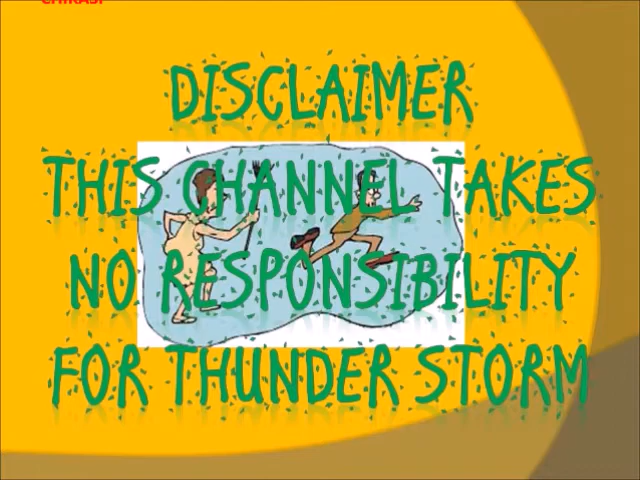 DISCLAIMER
THIS CHANNEL TAKES
NO RESPONSIBILITY
FOR THUNDER STORM